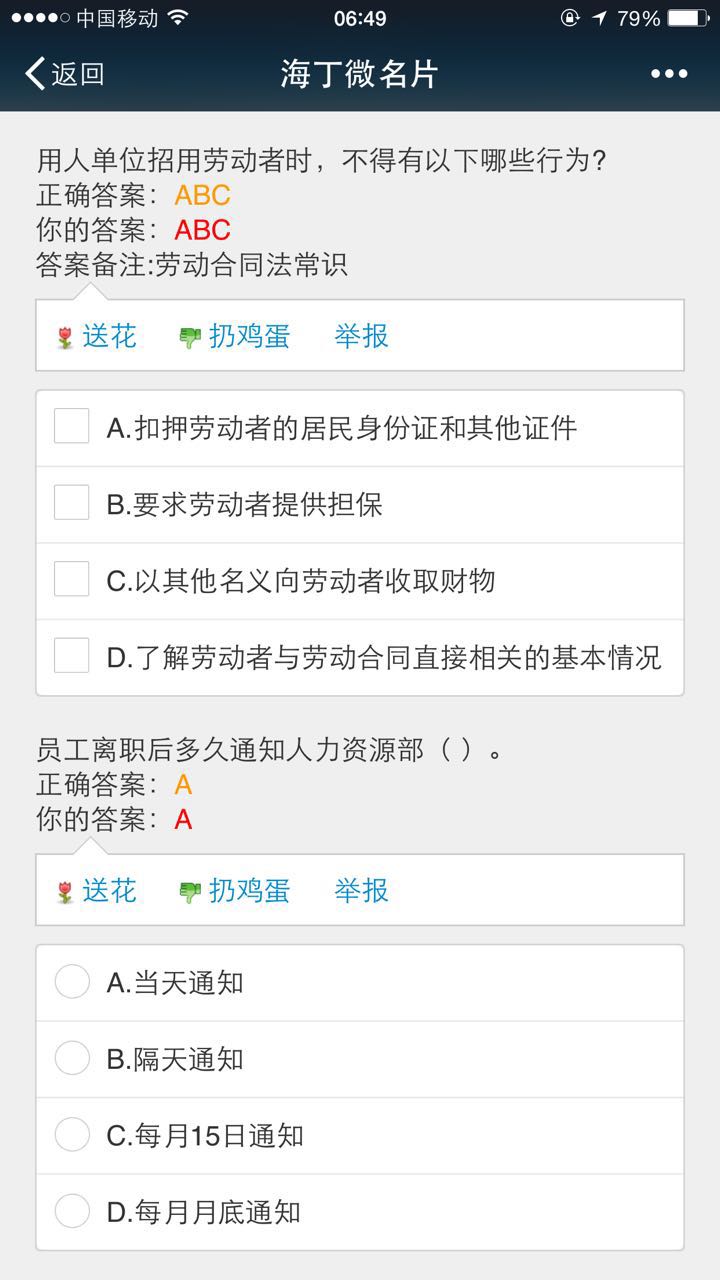 中国移动 06:49 79%
返回 海丁微名片
用人单位招用劳动者时，不得有以下哪些行为?
正确答案：ABC
你的答案：ABC
答案备注:劳动合同法常识
送花 扔鸡蛋 举报
A.扣押劳动者的居民身份证和其他证件
B.要求劳动者提供担保
C.以其他名义向劳动者收取财物
D.了解劳动者与劳动合同直接相关的基本情况
员工离职后多久通知人力资源部（ ）。
正确答案：A
你的答案：A
送花 扔鸡蛋 举报
A.当天通知
B.隔天通知
C.每月15日通知
D.每月月底通知